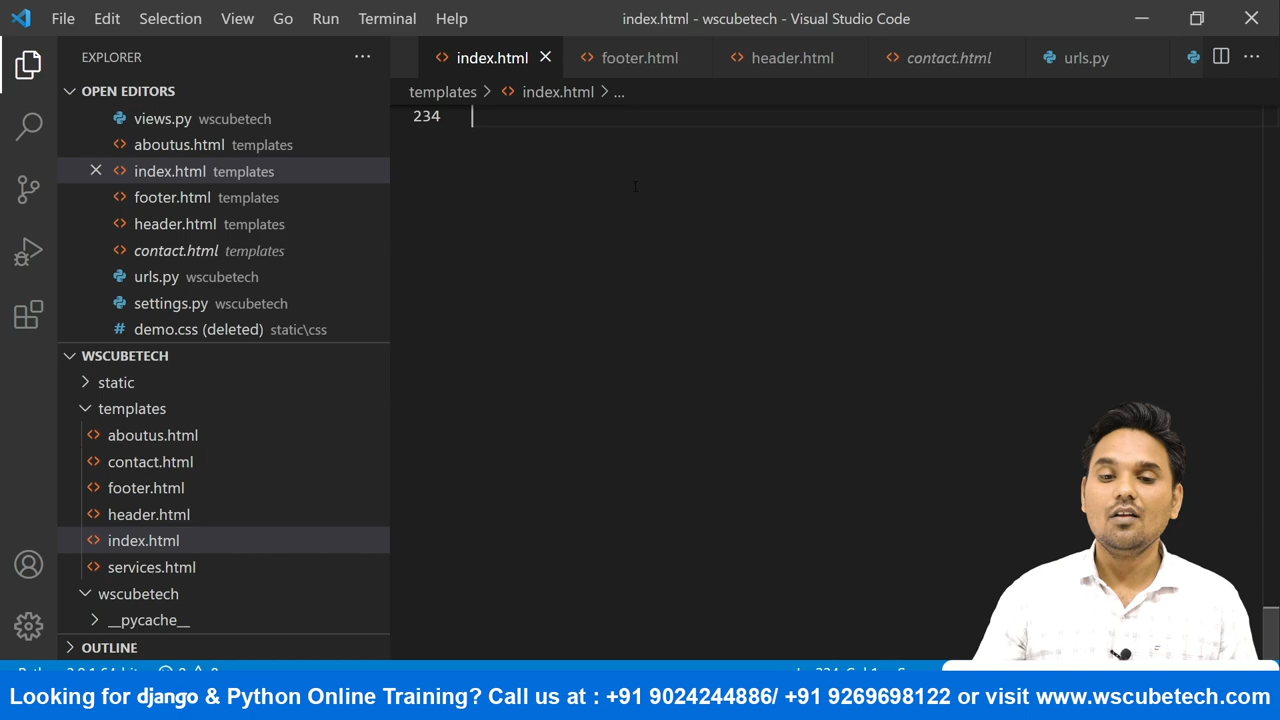 File Edit Selection View Go Run Terminal Help index.html - wscubetech - Visual Studio Code
EXPLORER
OPEN EDITORS
views.py wscubetech
aboutus.html templates
index.html templates
footer.html templates
header.html templates
contact.html templates
urls.py wscubetech
settings.py wscubetech
demo.css (deleted) static\css
WSCUBETECH
static
templates
aboutus.html
contact.html
footer.html
header.html
index.html
services.html
wscubetech
__pycache__
OUTLINE
index.html footer.html header.html contact.html urls.py
templates > index.html > ...
234
Looking for django & Python Online Training? Call us at : +91 9024244886/ +91 9269698122 or visit www.wscubetech.com